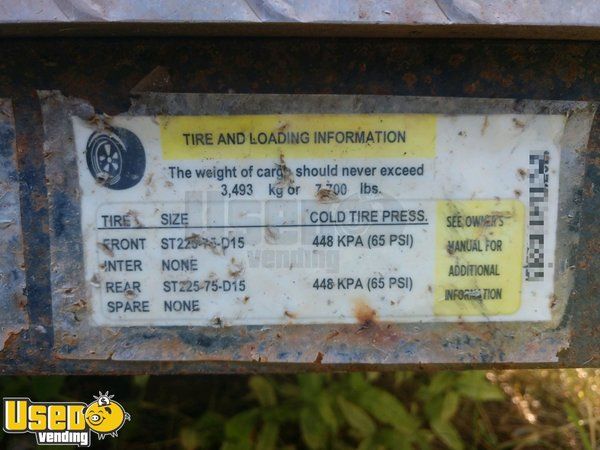 TIRE AND LOADING INFORMATION
The weight of cargo should never exceed
3,493 kg or 7,700 lbs.
TIRE SIZE COLD TIRE PRESS.
FRONT ST225-75-D15 448 KPA (65 PSI)
INTER NONE
REAR ST225-75-D15 448 KPA (65 PSI)
SPARE NONE
SEE OWNER'S
MANUAL FOR
ADDITIONAL
INFORMATION
Used
vending
USED
vending